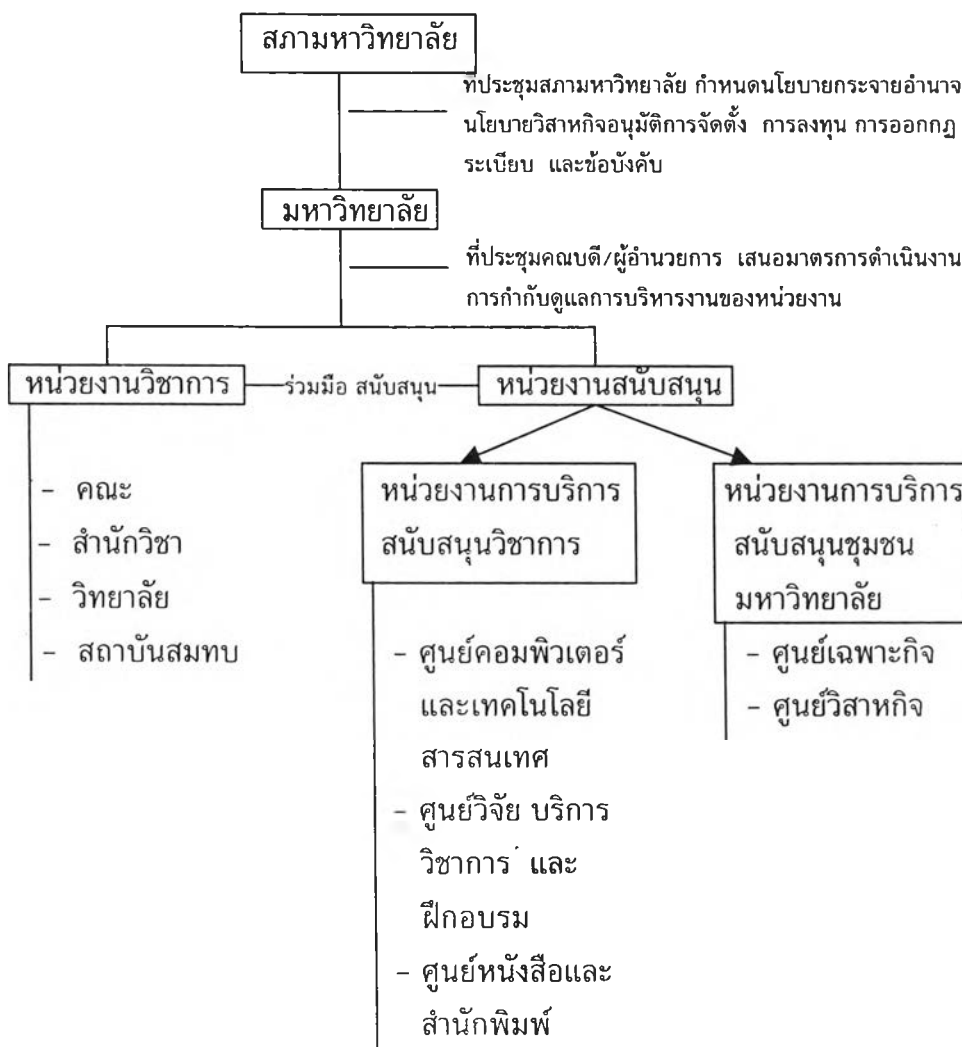 สภามหาวิทยาลัย
ที่ประชุมสภามหาวิทยาลัย กำหนดนโยบายกระจายอำนาจ
นโยบายวิสาหกิจอนุมัติการจัดตั้ง การลงทุน การออกกฎ
ระเบียบ และข้อบังคับ
มหาวิทยาลัย
ที่ประชุมคณบดี/ผู้อำนวยการ เสนอมาตรการดำเนินงาน
การกำกับดูแลการบริหารงานของหน่วยงาน
หน่วยงานวิชาการ
ร่วมมือ สนับสนุน
หน่วยงานสนับสนุน
- คณะ
- สำนักวิชา
- วิทยาลัย
- สถาบันสมทบ
หน่วยงานการบริการ
สนับสนุนวิชาการ
- ศูนย์คอมพิวเตอร์
และเทคโนโลยี
สารสนเทศ
- ศูนย์วิจัย บริการ
วิชาการ และ
ฝึกอบรม
- ศูนย์หนังสือและ
สำนักพิมพ์
หน่วยงานการบริการ
สนับสนุนชุมชน
มหาวิทยาลัย
- ศูนย์เฉพาะกิจ
- ศูนย์วิสาหกิจ